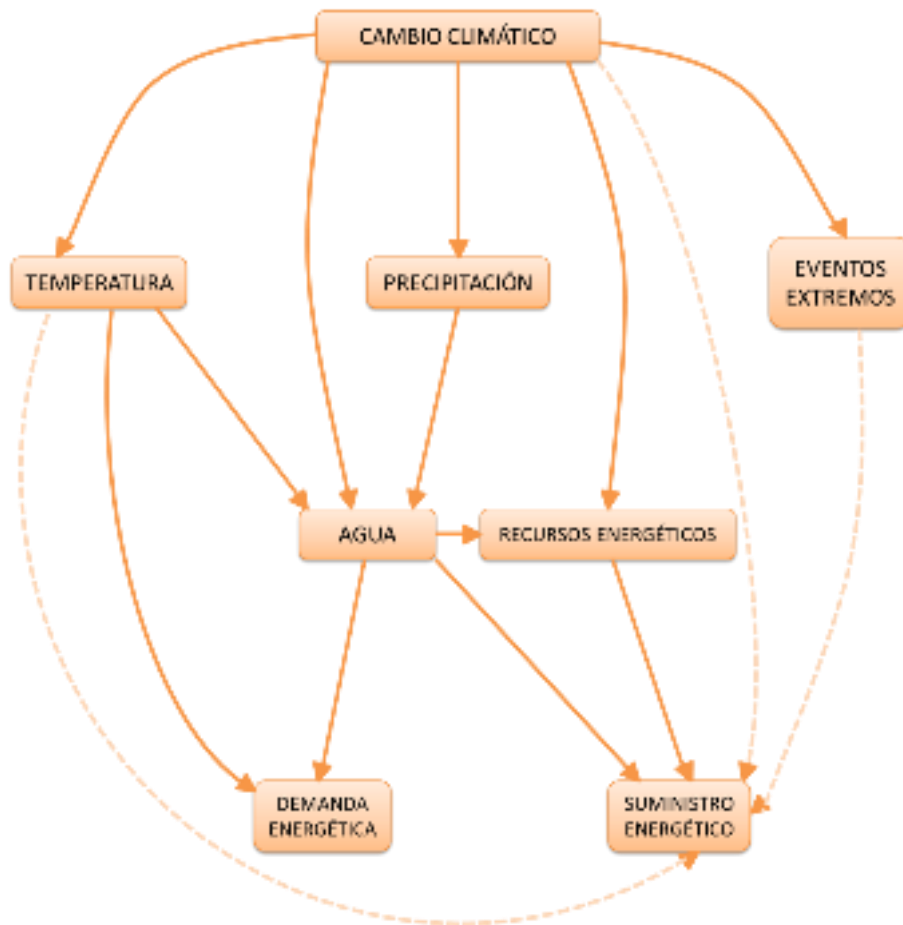 CAMBIO CLIMÁTICO
TEMPERATURA
PRECIPITACIÓN
EVENTOS
EXTREMOS
AGUA
RECURSOS ENERGÉTICOS
DEMANDA
ENERGÉTICA
SUMINISTRO
ENERGÉTICO